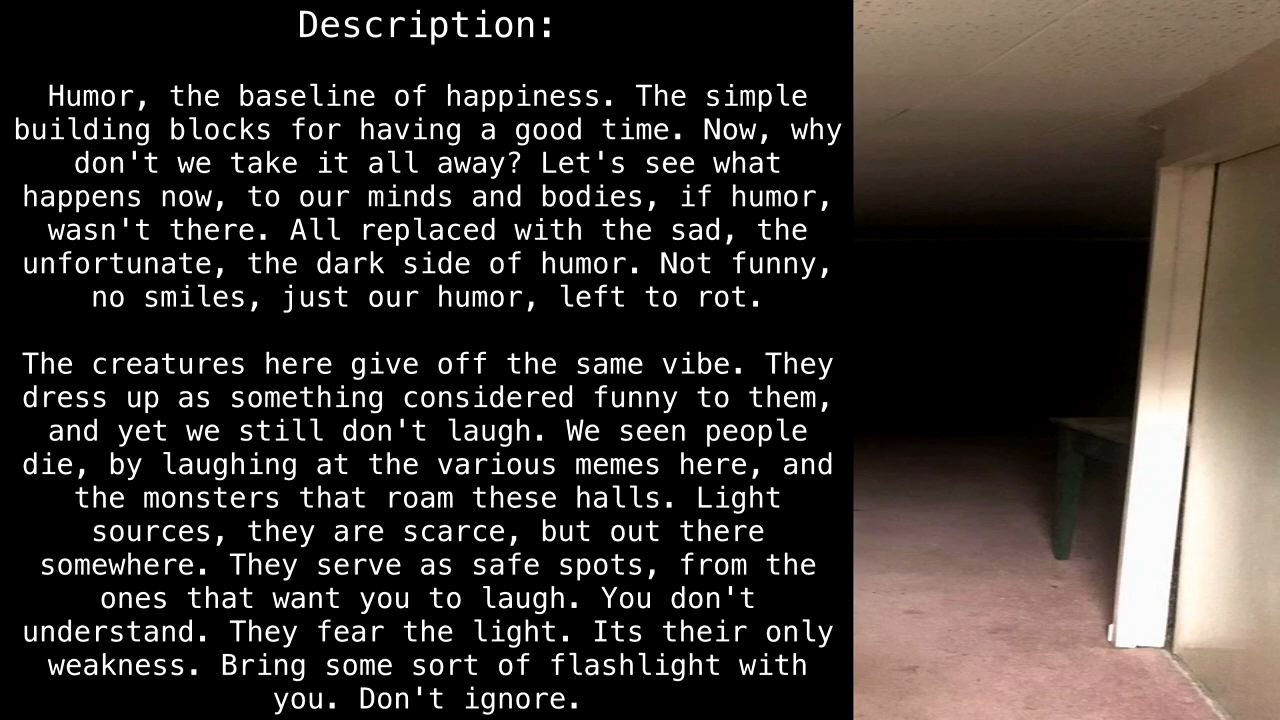 Description:
Humor, the baseline of happiness. The simple
building blocks for having a good time. Now, why
don't we take it all away? Let's see what
happens now, to our minds and bodies, if humor,
wasn't there. All replaced with the sad, the
unfortunate, the dark side of humor. Not funny,
no smiles, just our humor, left to rot.
The creatures here give off the same vibe. They
dress up as something considered funny to them,
and yet we still don't laugh. We seen people
die, by laughing at the various memes here, and
the monsters that roam these halls. Light
sources, they are scarce, but out there
somewhere. They serve as safe spots, from the
ones that want you to laugh. You don't
understand. They fear the light. Its their only
weakness. Bring some sort of flashlight with
you. Don't ignore.